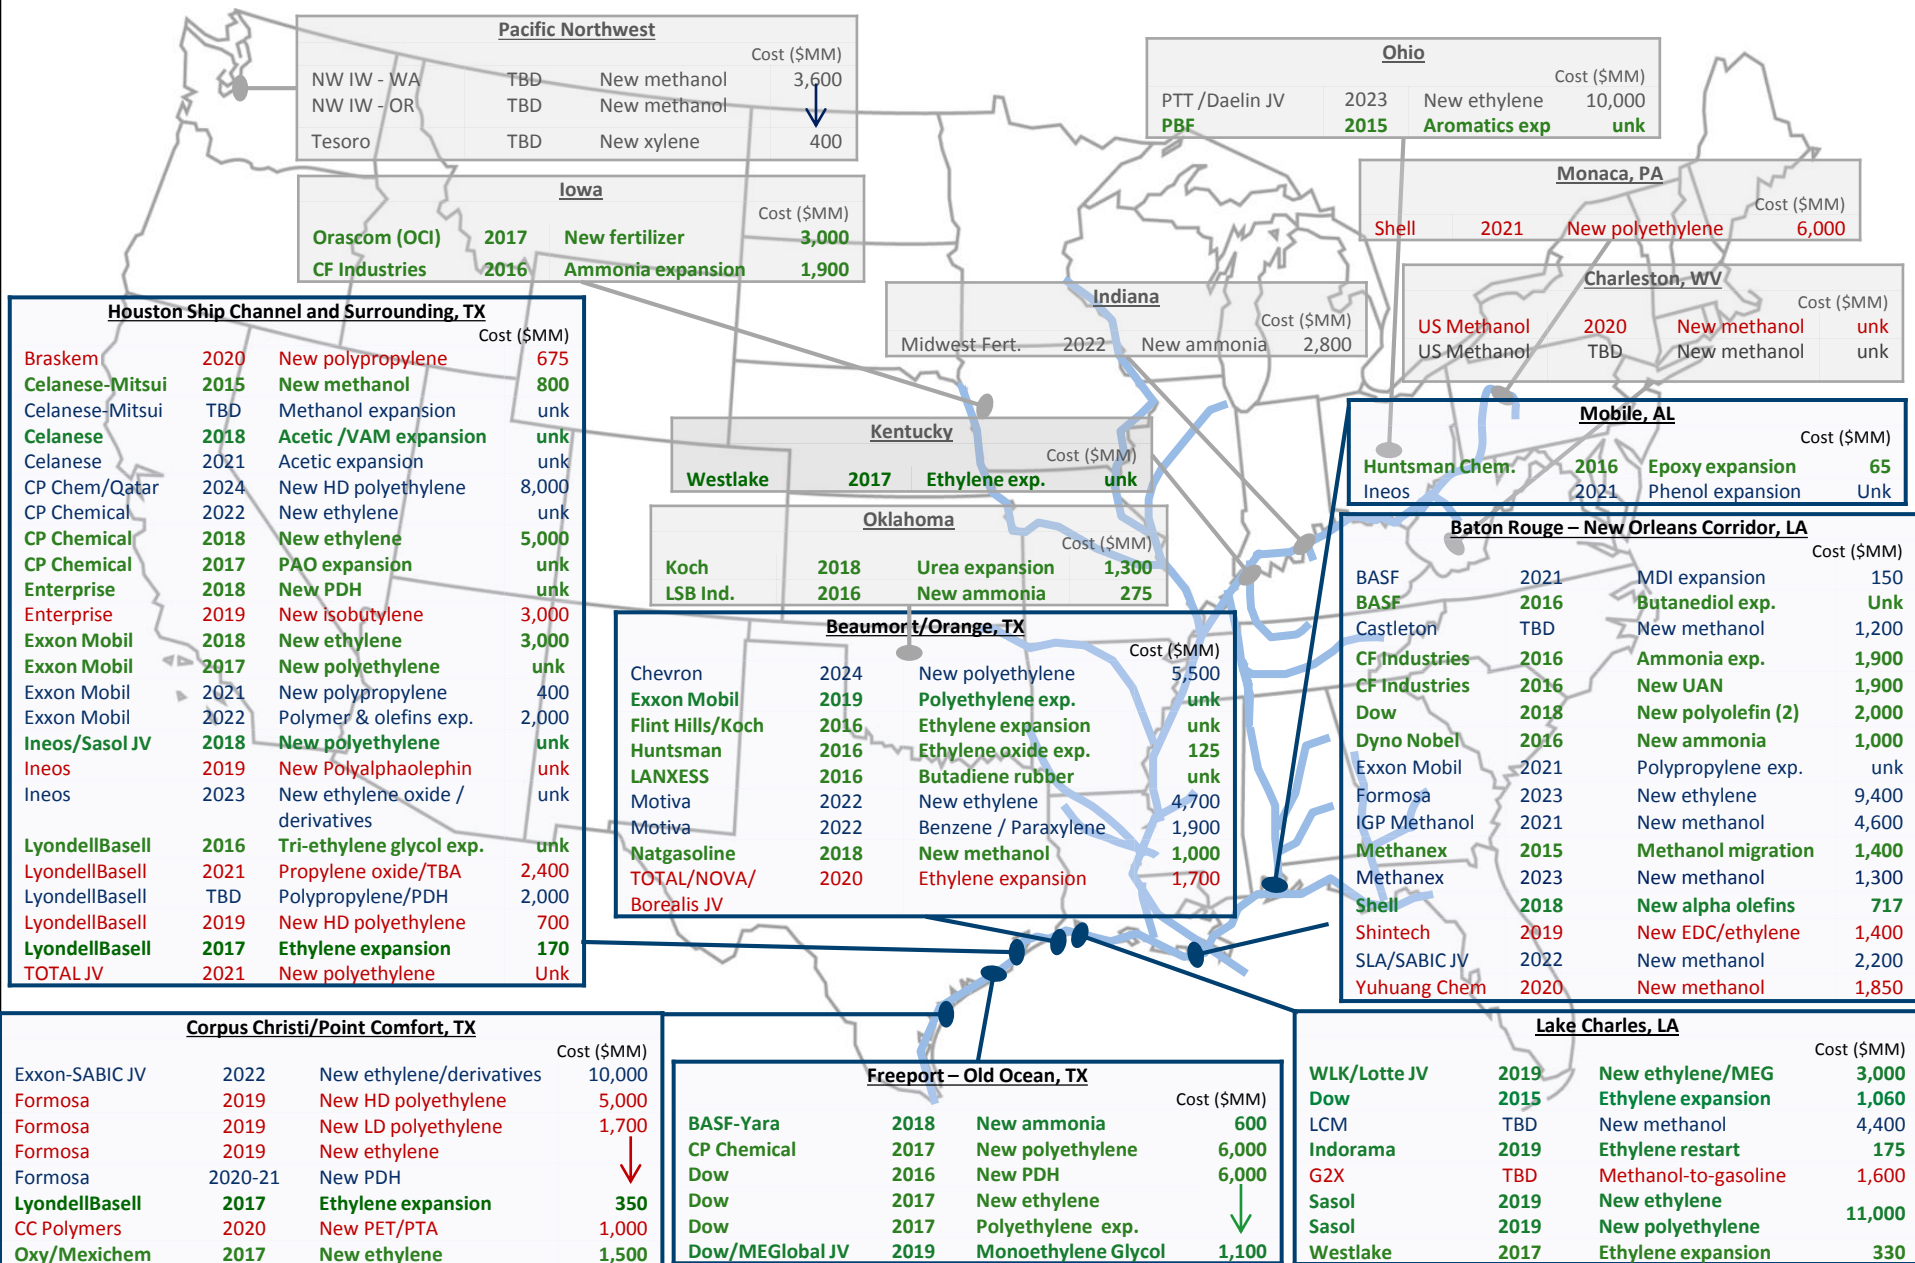 Pacific Northwest
Cost ($MM)
NW IW - WA TBD New methanol 3,600
NW IW - OR TBD New methanol
Tesoro TBD New xylene 400
Ohio
Cost ($MM)
PTT /Daelin JV 2023 New ethylene 10,000
PBF 2015 Aromatics exp unk
Iowa
Cost ($MM)
Orascom (OCI) 2017 New fertilizer 3,000
CF Industries 2016 Ammonia expansion 1,900
Monaca, PA
Cost ($MM)
Shell 2021 New polyethylene 6,000
Indiana
Cost ($MM)
Midwest Fert. 2022 New ammonia 2,800
Charleston, WV
Cost ($MM)
US Methanol 2020 New methanol unk
US Methanol TBD New methanol unk
Houston Ship Channel and Surrounding, TX
Cost ($MM)
Braskem 2020 New polypropylene 675
Celanese-Mitsui 2015 New methanol 800
Celanese-Mitsui TBD Methanol expansion unk
Celanese 2018 Acetic /VAM expansion unk
Celanese 2021 Acetic expansion unk
CP Chem/Qatar 2024 New HD polyethylene 8,000
CP Chemical 2022 New ethylene unk
CP Chemical 2018 New ethylene 5,000
CP Chemical 2017 PAO expansion unk
Enterprise 2018 New PDH unk
Enterprise 2019 New isobutylene 3,000
Exxon Mobil 2018 New ethylene 3,000
Exxon Mobil 2017 New polyethylene unk
Exxon Mobil 2021 New polypropylene 400
Exxon Mobil 2022 Polymer & olefins exp. 2,000
Ineos/Sasol JV 2018 New polyethylene unk
Ineos 2019 New Polyalphaolephin unk
Ineos 2023 New ethylene oxide / unk
derivatives
LyondellBasell 2016 Tri-ethylene glycol exp. unk
LyondellBasell 2021 Propylene oxide/TBA 2,400
LyondellBasell TBD Polypropylene/PDH 2,000
LyondellBasell 2019 New HD polyethylene 700
LyondellBasell 2017 Ethylene expansion 170
TOTAL JV 2021 New polyethylene Unk
Kentucky
Cost ($MM)
Westlake 2017 Ethylene exp. unk
Mobile, AL
Cost ($MM)
Huntsman Chem. 2016 Epoxy expansion 65
Ineos 2021 Phenol expansion Unk
Oklahoma
Cost ($MM)
Koch 2018 Urea expansion 1,300
LSB Ind. 2016 New ammonia 275
Baton Rouge – New Orleans Corridor, LA
Cost ($MM)
BASF 2021 MDI expansion 150
BASF 2016 Butanediol exp. Unk
Castleton TBD New methanol 1,200
CF Industries 2016 Ammonia exp. 1,900
CF Industries 2016 New UAN 1,900
Dow 2018 New polyolefin (2) 2,000
Dyno Nobel 2016 New ammonia 1,000
Exxon Mobil 2021 Polypropylene exp. unk
Formosa 2023 New ethylene 9,400
IGP Methanol 2021 New methanol 4,600
Methanex 2015 Methanol migration 1,400
Methanex 2023 New methanol 1,300
Shell 2018 New alpha olefins 717
Shintech 2019 New EDC/ethylene 1,400
SLA/SABIC JV 2022 New methanol 2,200
Yuhuang Chem 2020 New methanol 1,850
Beaumont/Orange, TX
Cost ($MM)
Chevron 2024 New polyethylene 5,500
Exxon Mobil 2019 Polyethylene exp. unk
Flint Hills/Koch 2016 Ethylene expansion unk
Huntsman 2016 Ethylene oxide exp. 125
LANXESS 2016 Butadiene rubber unk
Motiva 2022 New ethylene 4,700
Motiva 2022 Benzene / Paraxylene 1,900
Natgasoline 2018 New methanol 1,000
TOTAL/NOVA/ 2020 Ethylene expansion 1,700
Borealis JV
Corpus Christi/Point Comfort, TX
Cost ($MM)
Exxon-SABIC JV 2022 New ethylene/derivatives 10,000
Formosa 2019 New HD polyethylene 5,000
Formosa 2019 New LD polyethylene 1,700
Formosa 2019 New ethylene
Formosa 2020-21 New PDH
LyondellBasell 2017 Ethylene expansion 350
CC Polymers 2020 New PET/PTA 1,000
Oxy/Mexichem 2017 New ethylene 1,500
Freeport – Old Ocean, TX
Cost ($MM)
BASF-Yara 2018 New ammonia 600
CP Chemical 2017 New polyethylene 6,000
Dow 2016 New PDH 6,000
Dow 2017 New ethylene
Dow 2017 Polyethylene exp.
Dow/MEGlobal JV 2019 Monoethylene Glycol 1,100
Lake Charles, LA
Cost ($MM)
WLK/Lotte JV 2019 New ethylene/MEG 3,000
Dow 2015 Ethylene expansion 1,060
LCM TBD New methanol 4,400
Indorama 2019 Ethylene restart 175
G2X TBD Methanol-to-gasoline 1,600
Sasol 2019 New ethylene
11,000
Sasol 2019 New polyethylene
Westlake 2017 Ethylene expansion 330